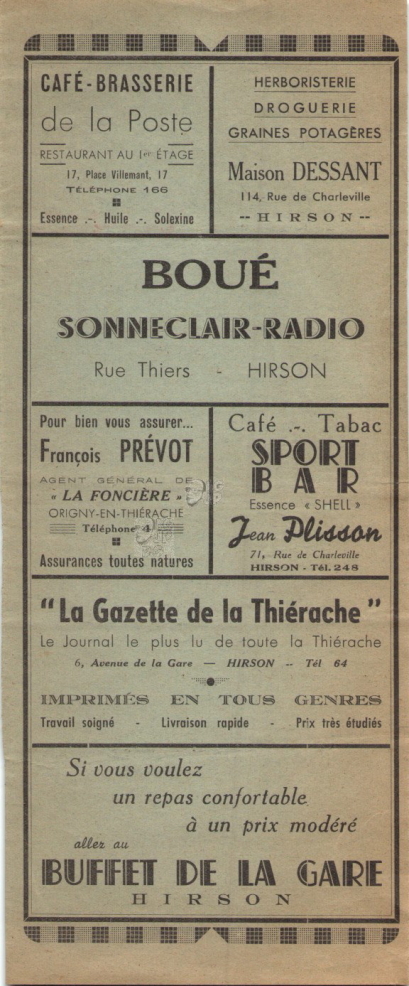 CAFÉ-BRASSERIE
de la Poste
RESTAURANT AU 1er ÉTAGE
17, Place Villemant, 17
TÉLÉPHONE 166
Essence .-. Huile .-. Solexine
HERBORISTERIE
DROGUERIE
GRAINES POTAGÈRES
Maison DESSANT
114, Rue de Charleville
-- HIRSON --
BOUÉ
SONNECLAIR-RADIO
Rue Thiers - HIRSON
Pour bien vous assurer...
François PRÉVOT
AGENT GÉNÉRAL DE
« LA FONCIÈRE »
ORIGNY-EN-THIÉRACHE
Téléphone 4
Assurances toutes natures
Café .-. Tabac
SPORT
BAR
Essence « SHELL »
Jean Plisson
71, Rue de Charleville
HIRSON - Tél. 248
"La Gazette de la Thiérache"
Le Journal le plus lu de toute la Thiérache
6, Avenue de la Gare — HIRSON -- Tél 64
IMPRIMÉS EN TOUS GENRES
Travail soigné - Livraison rapide - Prix très étudiés
Si vous voulez
un repas confortable
à un prix modéré
allez au
BUFFET DE LA GARE
HIRSON